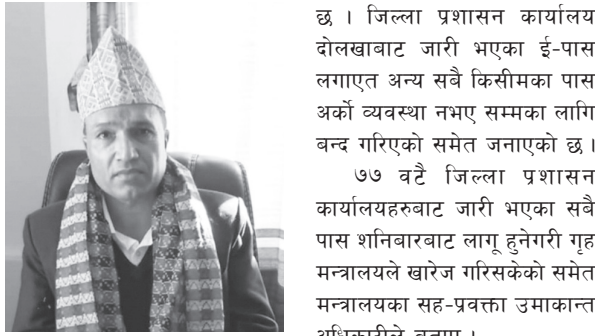 छ । जिल्ला प्रशासन कार्यालय
दोलखाबाट जारी भएका ई-पास
लगाएत अन्य सबै किसीमका पास
अर्को व्यवस्था नभए सम्मका लागि
बन्द गरिएको समेत जनाएको छ ।
७७ वटै जिल्ला प्रशासन
कार्यालयहरुबाट जारी भएका सबै
पास शनिबारबाट लागू हुनेगरी गृह
मन्त्रालयले खारेज गरिसकेको समेत
मन्त्रालयका सह-प्रवक्ता उमाकान्त
अधिकारीले बताए ।